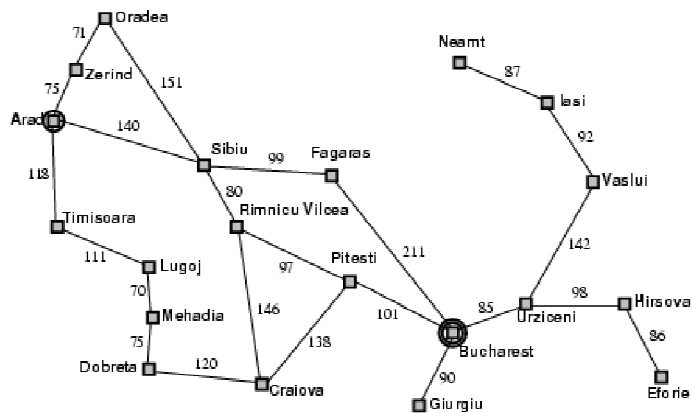 Oradea
71
Neamt
Zerind
87
75
151
Iasi
Arad
140
92
Sibiu
Fagaras
99
118
80
Vaslui
Rimnicu Vilcea
Timisoara
142
211
111
Lugoj
97
Pitesti
70
98
Hirsova
146
85
Mehadia
101
Urziceni
138
86
75
Bucharest
120
Dobreta
90
Craiova
Eforie
Giurgiu